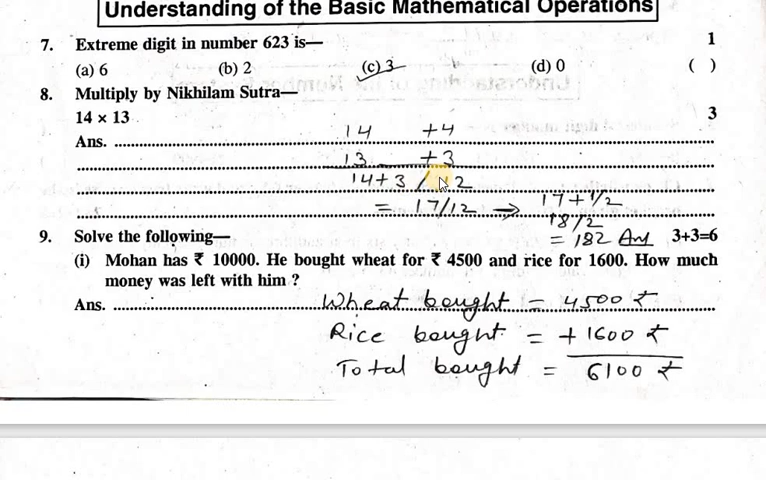 Understanding of the Basic Mathematical Operations
7. Extreme digit in number 623 is— 1
(a) 6 (b) 2 (c) 3 (d) 0 ( )
8. Multiply by Nikhilam Sutra—
14 × 13 3
14 +4
Ans.
13 +3
14+3 / 12
= 17/12 → 17+1/2
18/2
= 182 Ans
9. Solve the following— 3+3=6
(i) Mohan has ₹ 10000. He bought wheat for ₹ 4500 and rice for 1600. How much
money was left with him ?
Ans. Wheat bought = 4500 ₹
Rice bought = +1600 ₹
Total bought = 6100 ₹